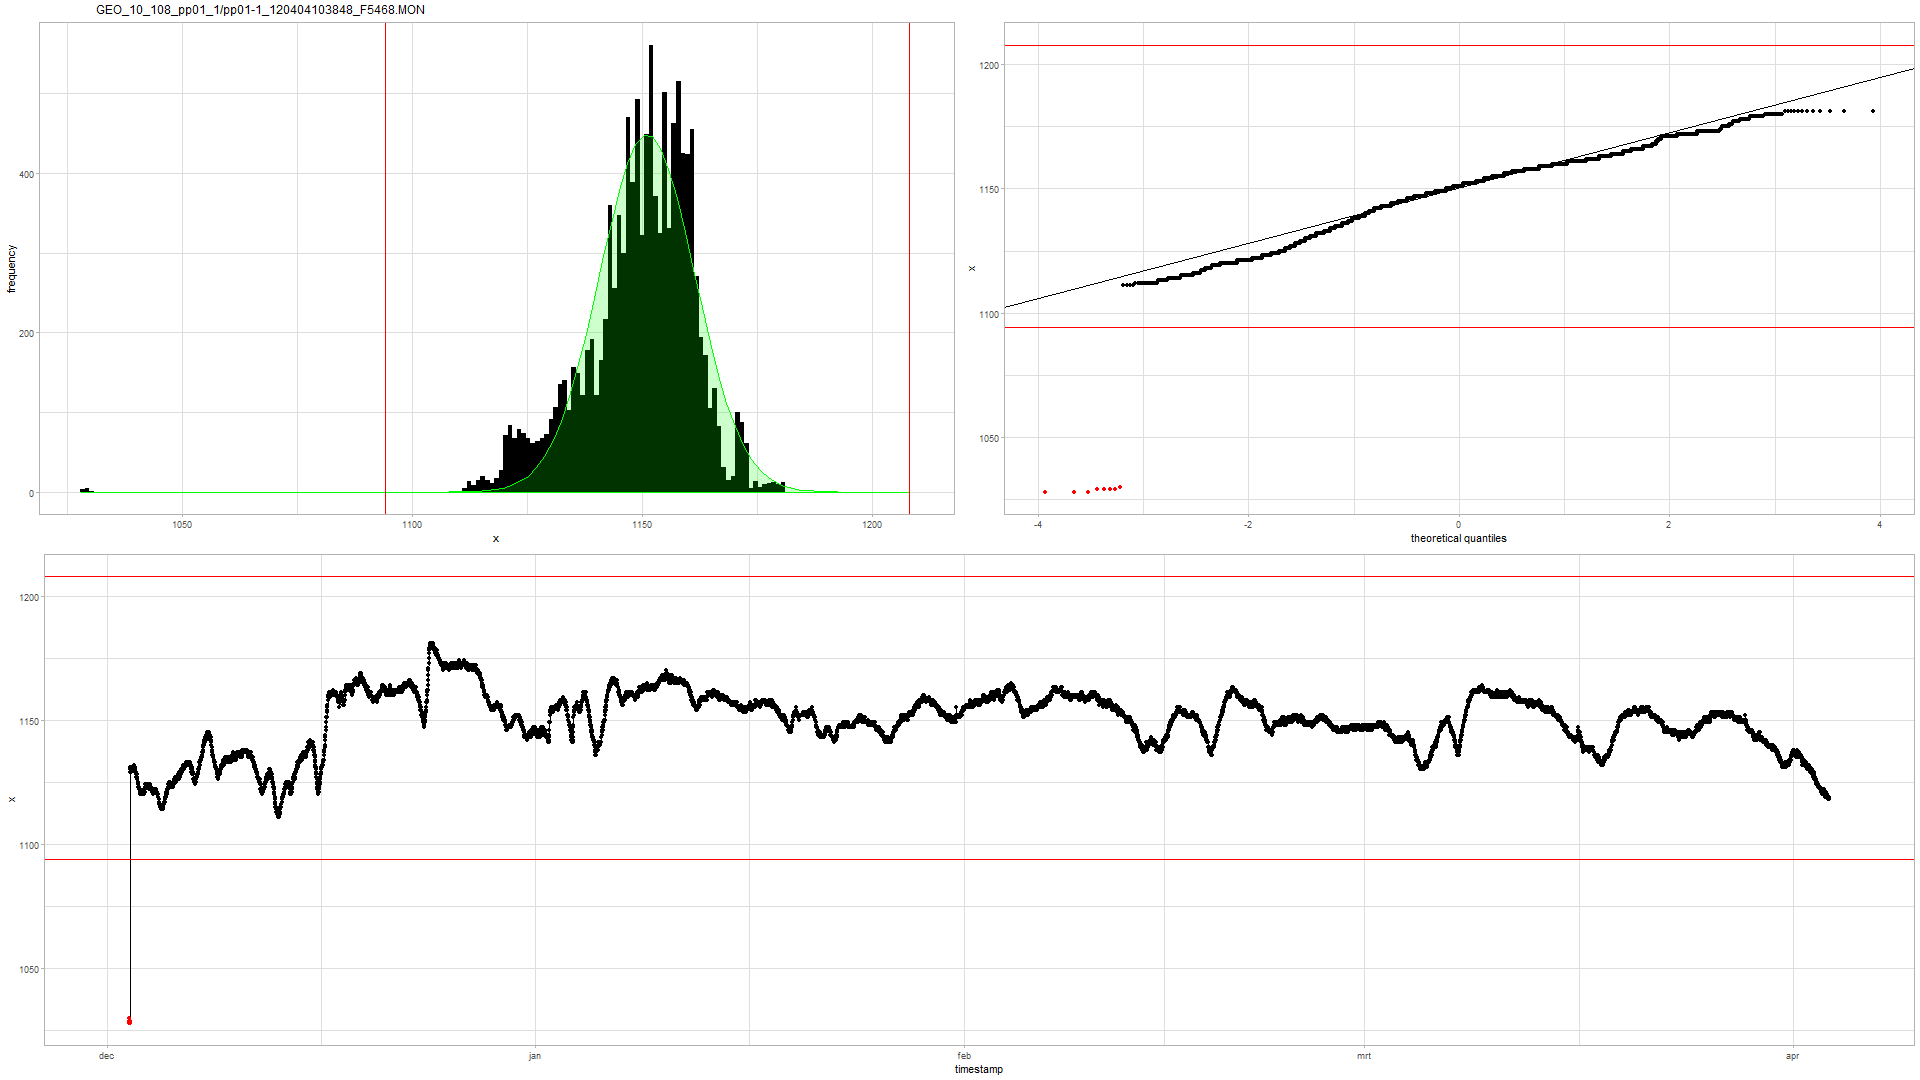 GEO_10_108_pp01_1/pp01-1_120404103848_F5468.MON
frequency
400
200
0
1050
1100
1150
1200
x
x
1200
1150
1100
1050
-4
-2
0
2
4
theoretical quantiles
x
1200
1150
1100
1050
dec
jan
feb
mrt
apr
timestamp